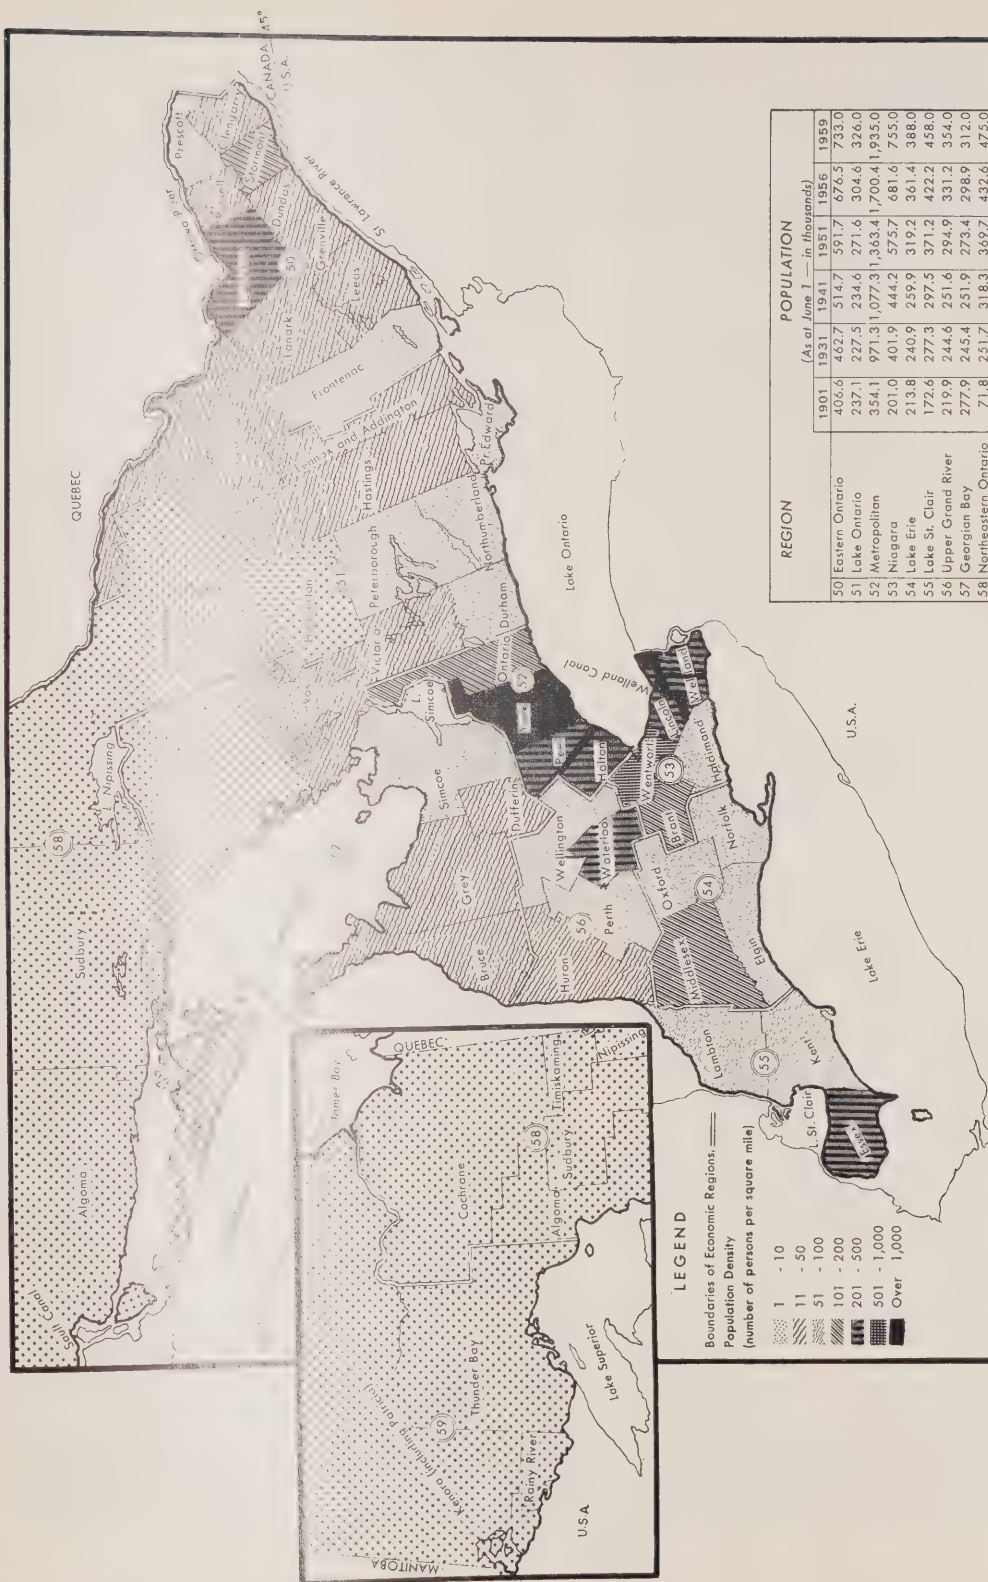 CANADA 45°
U.S.A.
QUEBEC
Prescott
Glengarry
Stormont
Dundas
Grenville
Leeds
Lanark
50
St. Lawrence River
Frontenac
Lennox and Addington
Hastings
Pr. Edward
Northumberland
Peterborough
51
Victoria
Durham
Ontario
Lake Ontario
L. Simcoe
52
York
Peel
Halton
Welland Canal
Lincoln
Welland
Wentworth
53
Haldimand
Brant
Norfolk
Simcoe
Dufferin
Wellington
Waterloo
Oxford
54
Grey
Bruce
Huron
56
Perth
Middlesex
Elgin
Lambton
55
Kent
L. St. Clair
Essex
Lake Erie
U.S.A.
L. Nipissing
58
Sudbury
Algoma
Sault Canal
MANITOBA
Kenora (including Patricia)
59
Rainy River
Thunder Bay
U.S.A.
Lake Superior
Cochrane
James Bay
QUEBEC
Algoma
Sudbury
58
Timiskaming
Nipissing
LEGEND
Boundaries of Economic Regions.
Population Density
(number of persons per square mile)
1 - 10
11 - 50
51 - 100
101 - 200
201 - 500
501 - 1,000
Over 1,000
REGION POPULATION
(As at June 1 — in thousands)
1901 1931 1941 1951 1956 1959
50 Eastern Ontario 406.6 462.7 514.7 591.7 676.5 733.0
51 Lake Ontario 237.1 227.5 234.6 271.6 304.6 326.0
52 Metropolitan 354.1 971.3 1,077.3 1,363.4 1,700.4 1,935.0
53 Niagara 201.0 401.9 444.2 575.7 681.6 755.0
54 Lake Erie 213.8 240.9 259.9 319.2 361.4 388.0
55 Lake St. Clair 172.6 277.3 297.5 371.2 422.2 458.0
56 Upper Grand River 219.9 244.6 251.6 294.9 331.2 354.0
57 Georgian Bay 277.9 245.4 251.9 273.4 298.9 312.0
58 Northeastern Ontario 71.8 251.7 318.3 369.7 432.6 475.0